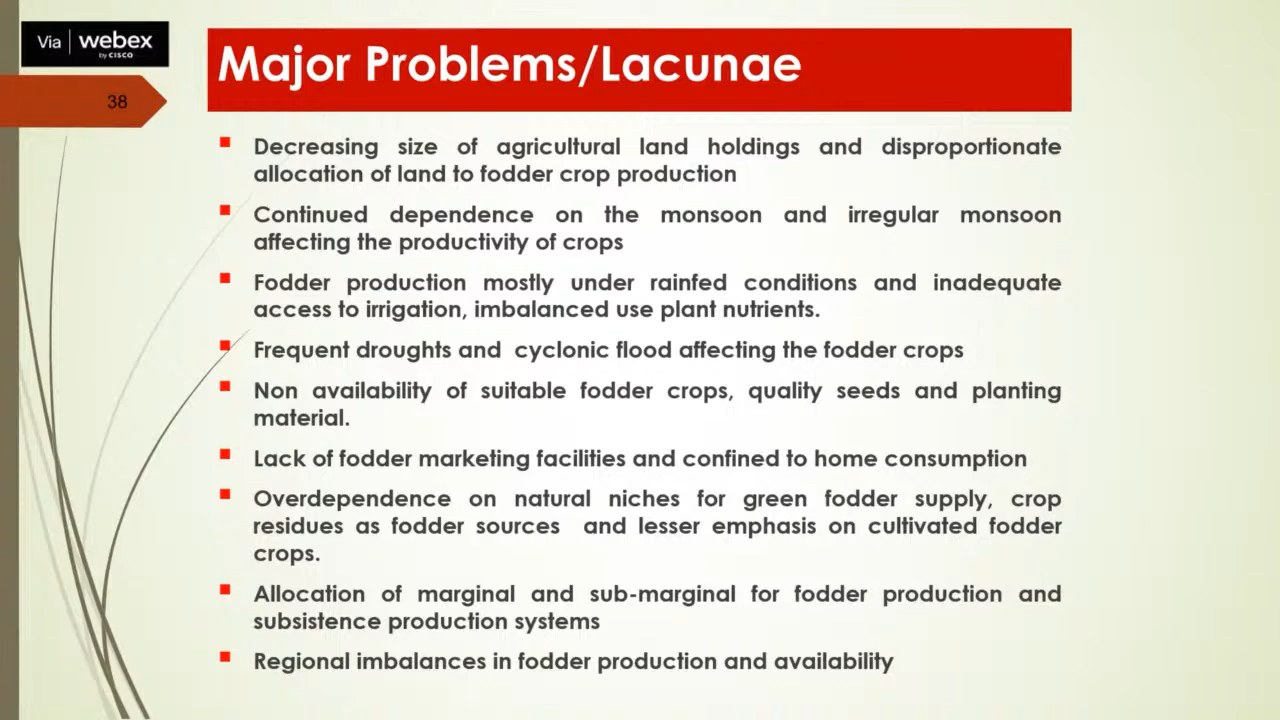 Via webex
by CISCO
Major Problems/Lacunae
38
Decreasing size of agricultural land holdings and disproportionate
allocation of land to fodder crop production
Continued dependence on the monsoon and irregular monsoon
affecting the productivity of crops
Fodder production mostly under rainfed conditions and inadequate
access to irrigation, imbalanced use plant nutrients.
Frequent droughts and cyclonic flood affecting the fodder crops
Non availability of suitable fodder crops, quality seeds and planting
material.
Lack of fodder marketing facilities and confined to home consumption
Overdependence on natural niches for green fodder supply, crop
residues as fodder sources and lesser emphasis on cultivated fodder
crops.
Allocation of marginal and sub-marginal for fodder production and
subsistence production systems
Regional imbalances in fodder production and availability